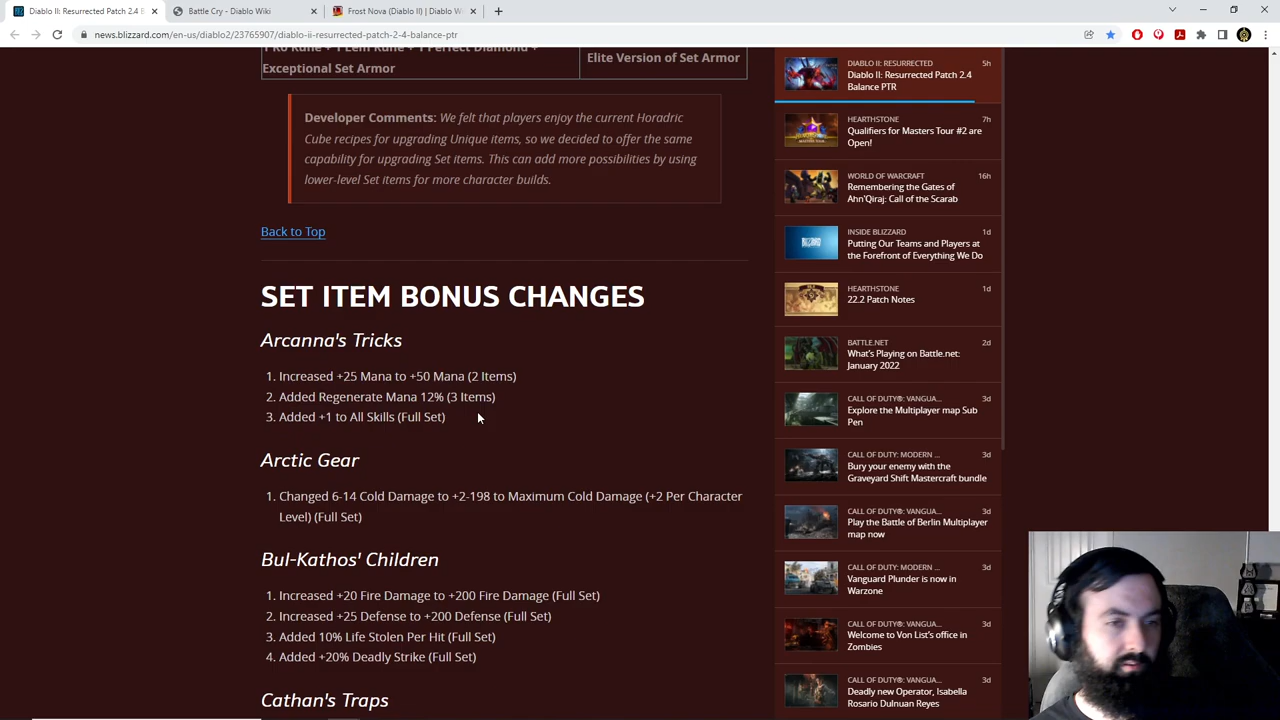 Diablo II: Resurrected Patch 2.4 Ba
Battle Cry - Diablo Wiki
Frost Nova (Diablo II) | Diablo W
news.blizzard.com/en-us/diablo2/23765907/diablo-ii-resurrected-patch-2-4-balance-ptr
1 Ko Rune + 1 Lem Rune + 1 Perfect Diamond +
Exceptional Set Armor
Elite Version of Set Armor
Developer Comments: We felt that players enjoy the current Horadric
Cube recipes for upgrading Unique items, so we decided to offer the same
capability for upgrading Set items. This can add more possibilities by using
lower-level Set items for more character builds.
Back to Top
SET ITEM BONUS CHANGES
Arcanna's Tricks
1. Increased +25 Mana to +50 Mana (2 Items)
2. Added Regenerate Mana 12% (3 Items)
3. Added +1 to All Skills (Full Set)
Arctic Gear
1. Changed 6-14 Cold Damage to +2-198 to Maximum Cold Damage (+2 Per Character
Level) (Full Set)
Bul-Kathos' Children
1. Increased +20 Fire Damage to +200 Fire Damage (Full Set)
2. Increased +25 Defense to +200 Defense (Full Set)
3. Added 10% Life Stolen Per Hit (Full Set)
4. Added +20% Deadly Strike (Full Set)
Cathan's Traps
DIABLO II: RESURRECTED 5h
Diablo II: Resurrected Patch 2.4
Balance PTR
HEARTHSTONE 7h
Qualifiers for Masters Tour #2 are
Open!
WORLD OF WARCRAFT 16h
Remembering the Gates of
Ahn'Qiraj: Call of the Scarab
INSIDE BLIZZARD 1d
Putting Our Teams and Players at
the Forefront of Everything We Do
HEARTHSTONE 1d
22.2 Patch Notes
BATTLE.NET 2d
What's Playing on Battle.net:
January 2022
CALL OF DUTY®: VANGUA... 3d
Explore the Multiplayer map Sub
Pen
CALL OF DUTY: MODERN ... 3d
Bury your enemy with the
Graveyard Shift Mastercraft bundle
CALL OF DUTY®: VANGUA... 3d
Play the Battle of Berlin Multiplayer
map now
CALL OF DUTY: MODERN ... 3d
Vanguard Plunder is now in
Warzone
CALL OF DUTY®: VANGUA... 3d
Welcome to Von List's office in
Zombies
CALL OF DUTY®: VANGUA... 3d
Deadly new Operator, Isabella
Rosario Dulnuan Reyes